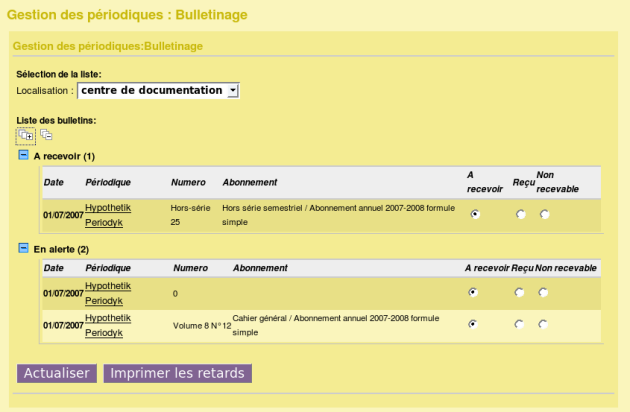 Gestion des périodiques : Bulletinage
Gestion des périodiques:Bulletinage
Sélection de la liste:
Localisation : centre de documentation
Liste des bulletins:
A recevoir (1)
Date Périodique Numero Abonnement A recevoir Reçu Non recevable
01/07/2007 Hypothetik Periodyk Hors-série 25 Hors série semestriel / Abonnement annuel 2007-2008 formule simple
En alerte (2)
Date Périodique Numero Abonnement A recevoir Reçu Non recevable
01/07/2007 Hypothetik Periodyk 0
01/07/2007 Hypothetik Periodyk Volume 8 N°12 Cahier général / Abonnement annuel 2007-2008 formule simple
Actualiser Imprimer les retards